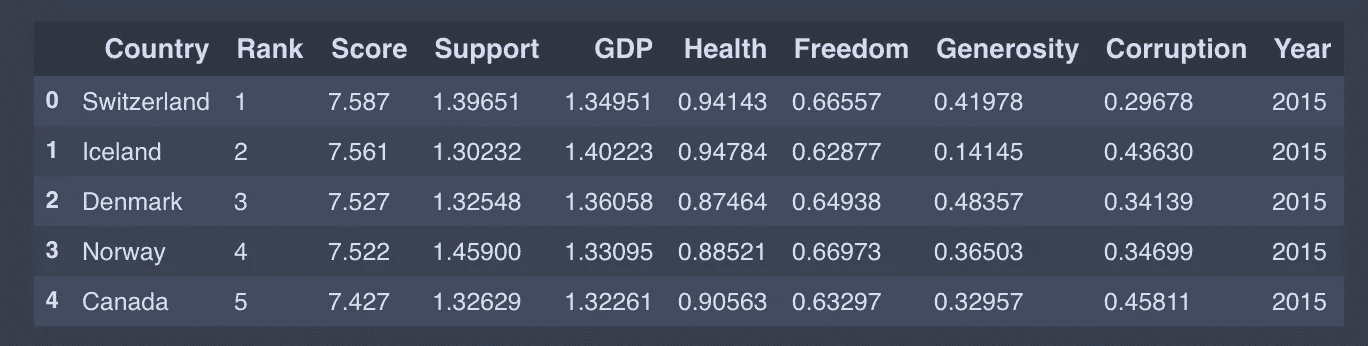 Country Rank Score Support GDP Health Freedom Generosity Corruption Year
0 Switzerland 1 7.587 1.39651 1.34951 0.94143 0.66557 0.41978 0.29678 2015
1 Iceland 2 7.561 1.30232 1.40223 0.94784 0.62877 0.14145 0.43630 2015
2 Denmark 3 7.527 1.32548 1.36058 0.87464 0.64938 0.48357 0.34139 2015
3 Norway 4 7.522 1.45900 1.33095 0.88521 0.66973 0.36503 0.34699 2015
4 Canada 5 7.427 1.32629 1.32261 0.90563 0.63297 0.32957 0.45811 2015